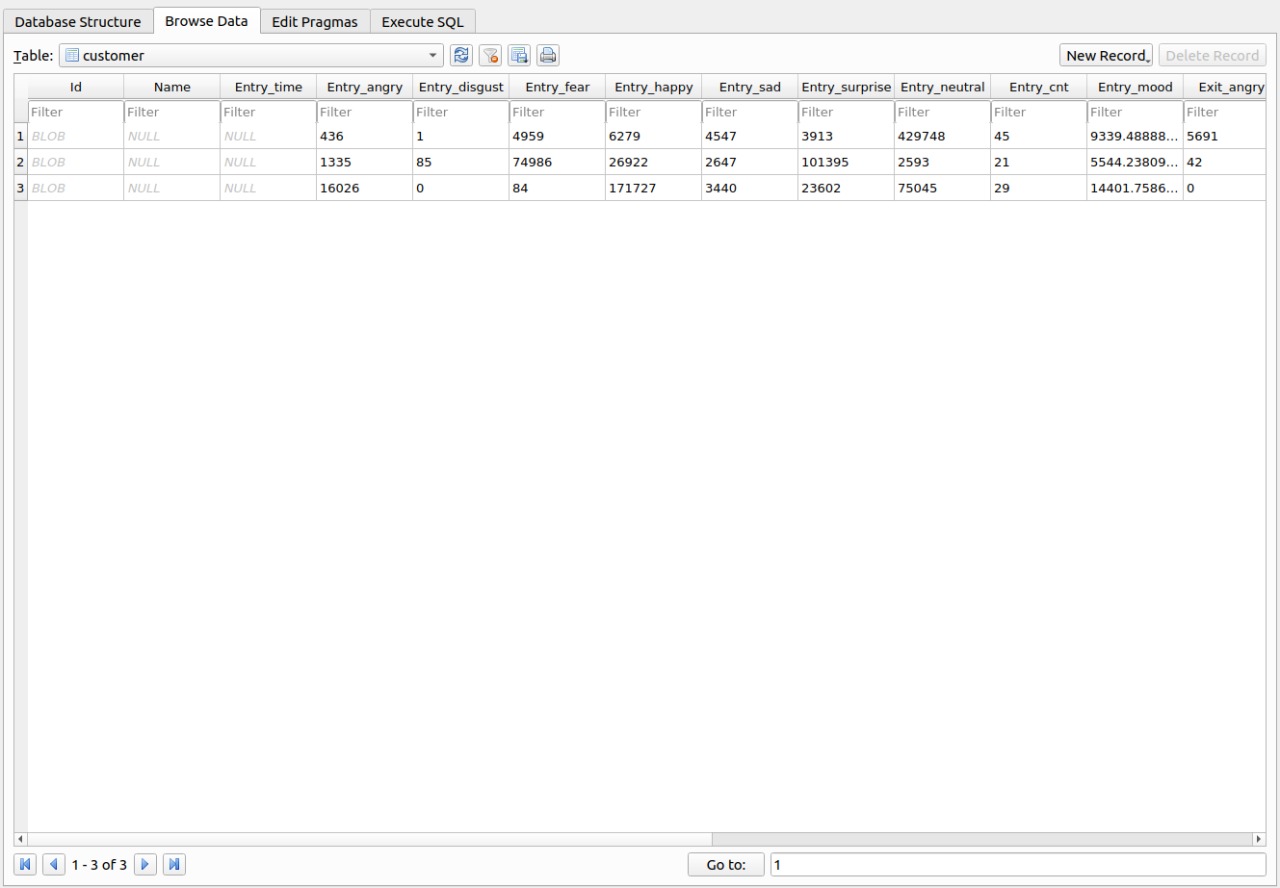 Database Structure Browse Data Edit Pragmas Execute SQL
Table: customer New Record Delete Record
Id Name Entry_time Entry_angry Entry_disgust Entry_fear Entry_happy Entry_sad Entry_surprise Entry_neutral Entry_cnt Entry_mood Exit_angry
Filter Filter Filter Filter Filter Filter Filter Filter Filter Filter Filter Filter Filter
1 BLOB NULL NULL 436 1 4959 6279 4547 3913 429748 45 9339.48888... 5691
2 BLOB NULL NULL 1335 85 74986 26922 2647 101395 2593 21 5544.23809... 42
3 BLOB NULL NULL 16026 0 84 171727 3440 23602 75045 29 14401.7586... 0
1 - 3 of 3 Go to: 1